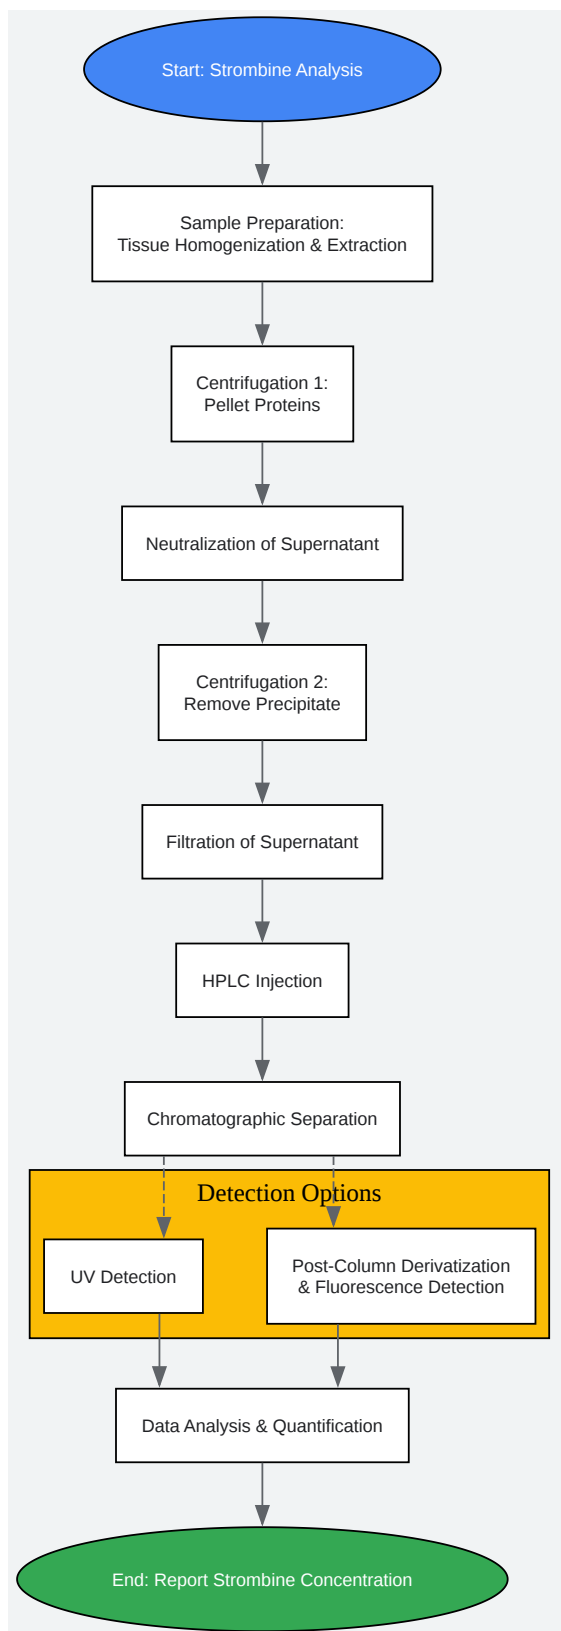 Start: Strombine Analysis
Sample Preparation:
Tissue Homogenization & Extraction
Centrifugation 1:
Pellet Proteins
Neutralization of Supernatant
Centrifugation 2:
Remove Precipitate
Filtration of Supernatant
HPLC Injection
Chromatographic Separation
Detection Options
UV Detection
Post-Column Derivatization
& Fluorescence Detection
Data Analysis & Quantification
End: Report Strombine Concentration